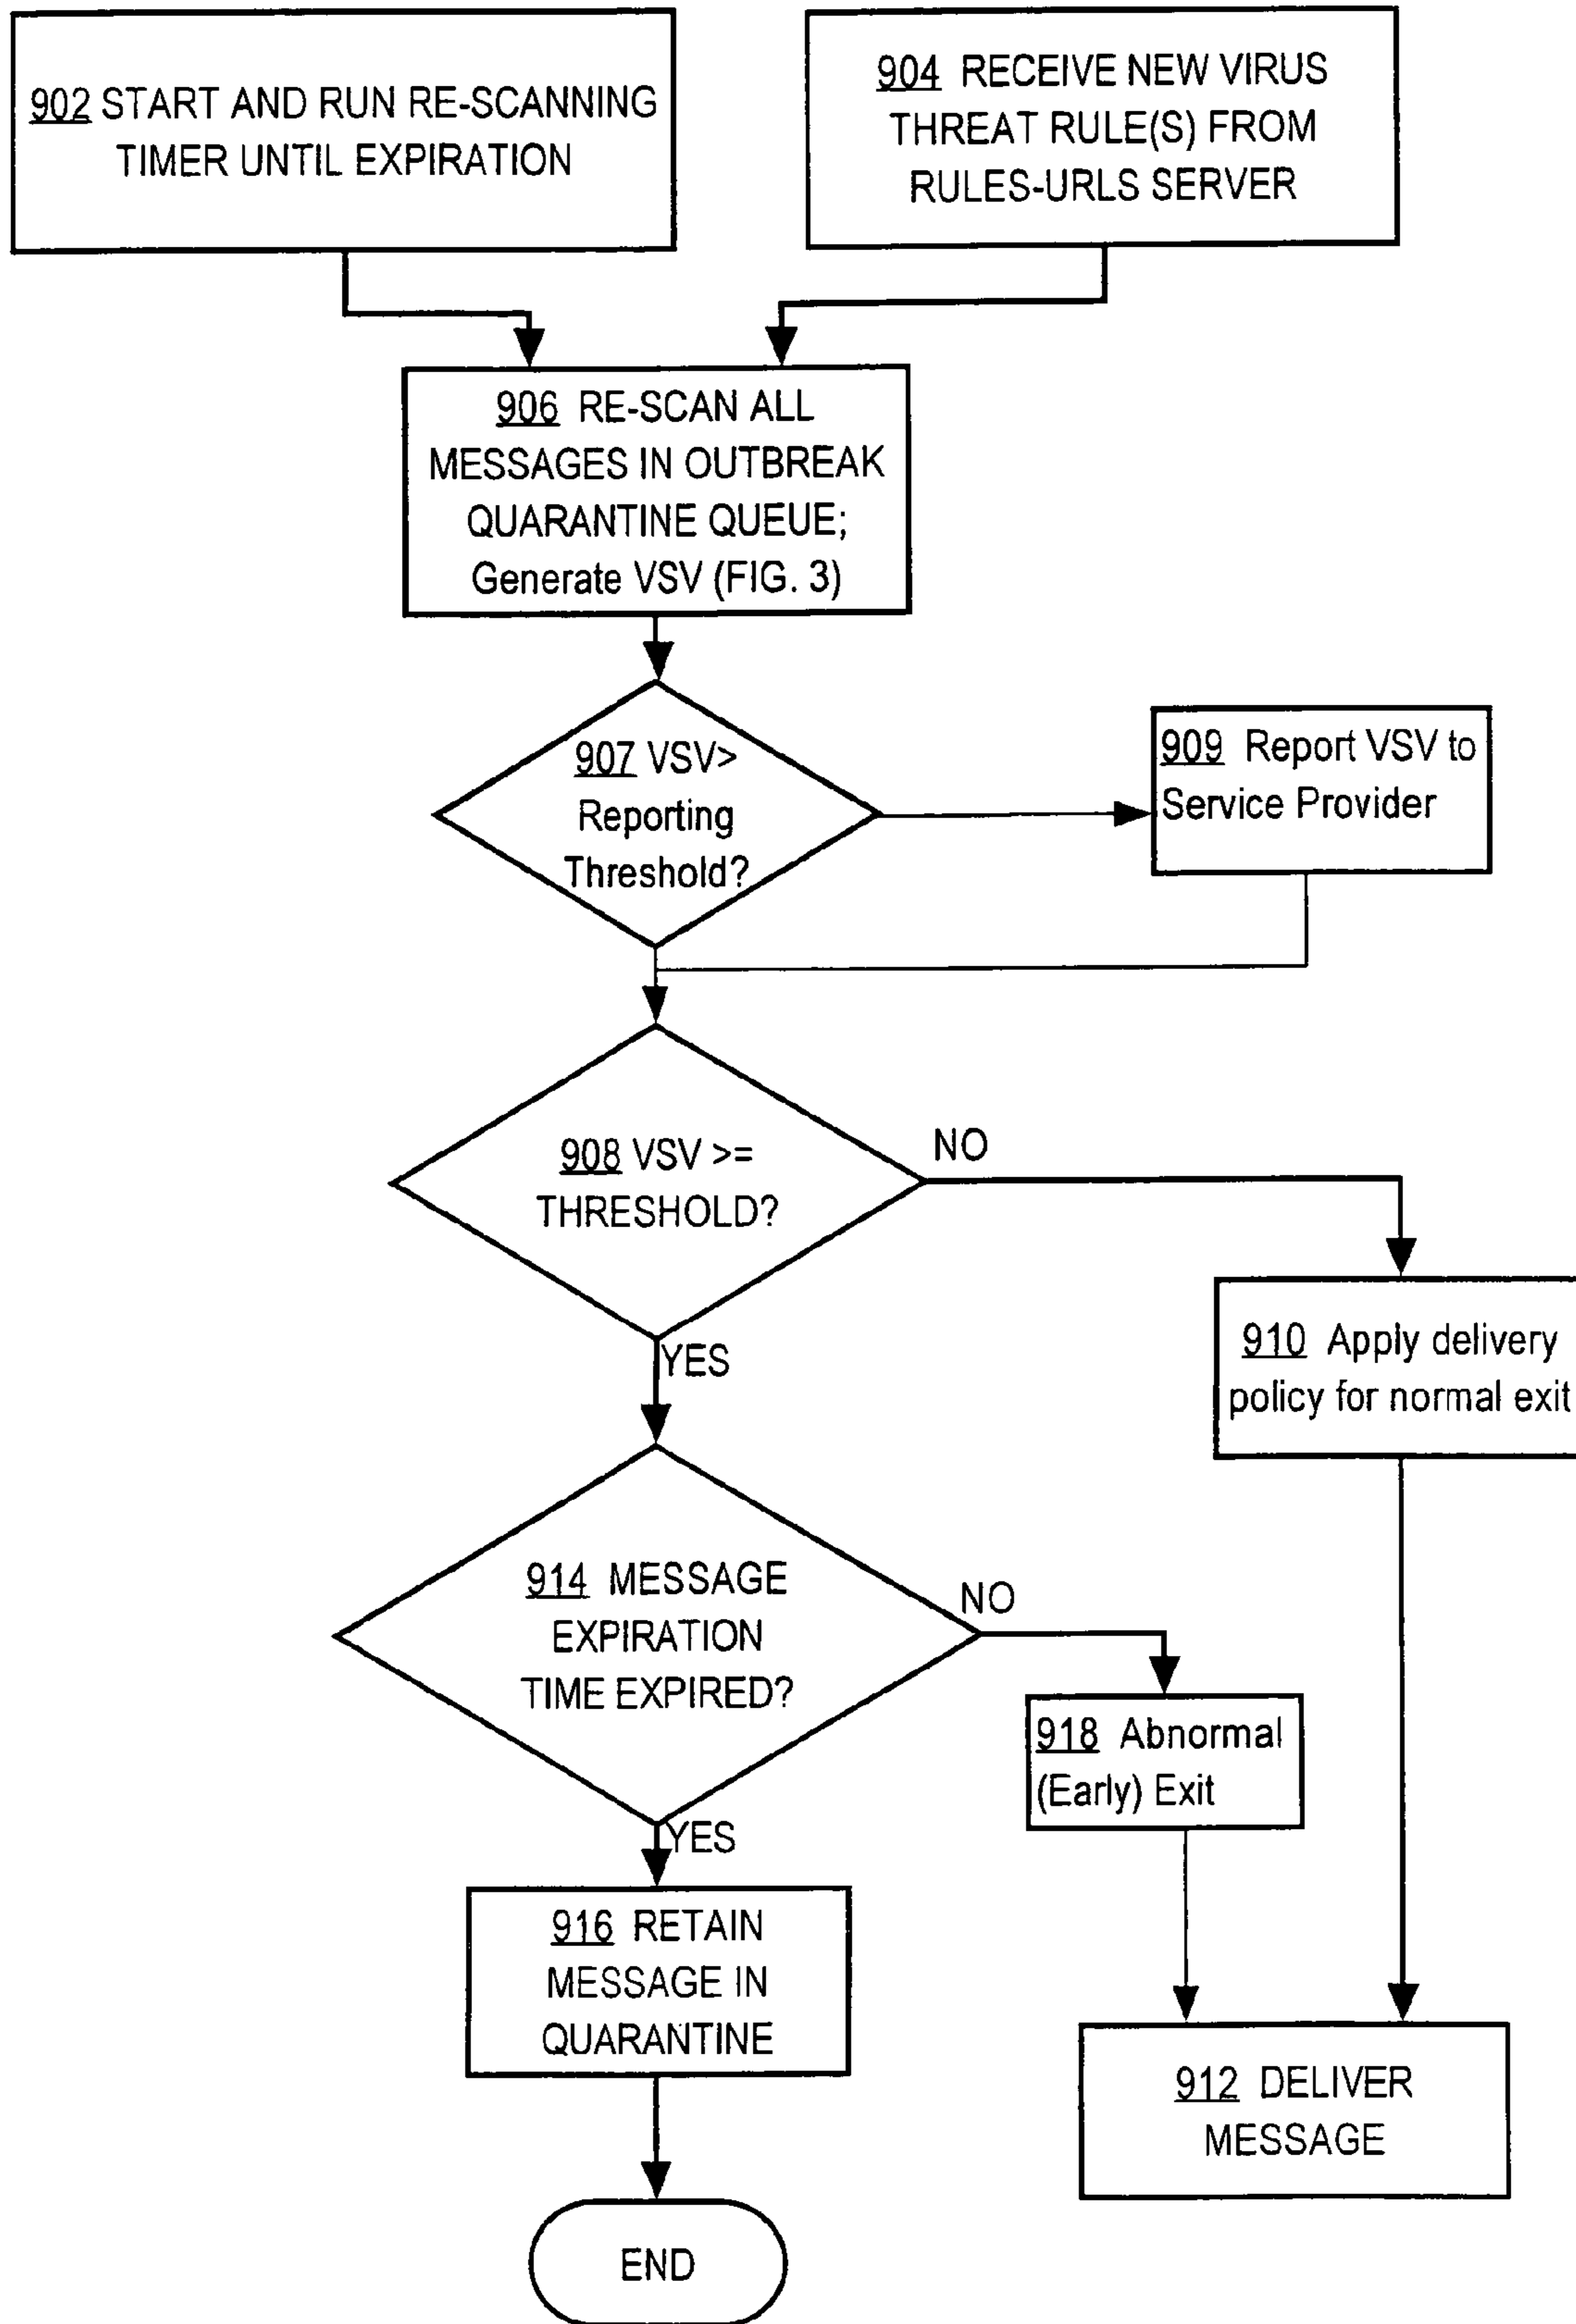 902 START AND RUN RE-SCANNING
TIMER UNTIL EXPIRATION
904 RECEIVE NEW VIRUS
THREAT RULE(S) FROM
RULES-URLS SERVER
906 RE-SCAN ALL
MESSAGES IN OUTBREAK
QUARANTINE QUEUE;
Generate VSV (FIG. 3)
907 VSV>
Reporting
Threshold?
909 Report VSV to
Service Provider
908 VSV >=
THRESHOLD?
NO
YES
910 Apply delivery
policy for normal exit
914 MESSAGE
EXPIRATION
TIME EXPIRED?
NO
YES
918 Abnormal
(Early) Exit
916 RETAIN
MESSAGE IN
QUARANTINE
912 DELIVER
MESSAGE
END